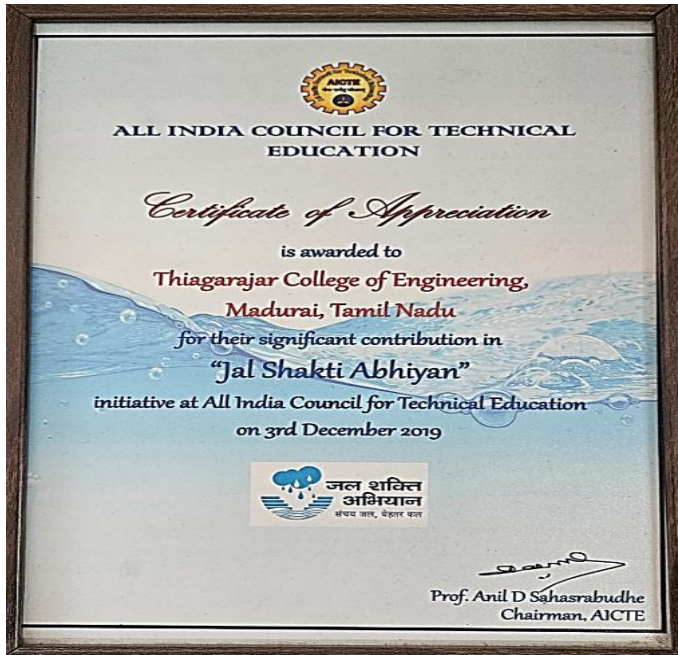 AICTE
ALL INDIA COUNCIL FOR TECHNICAL
EDUCATION
Certificate of Appreciation
is awarded to
Thiagarajar College of Engineering,
Madurai, Tamil Nadu
for their significant contribution in
“Jal Shakti Abhiyan”
initiative at All India Council for Technical Education
on 3rd December 2019
जल शक्ति
अभियान
संचय जल, बेहतर कल
Prof. Anil D Sahasrabudhe
Chairman, AICTE